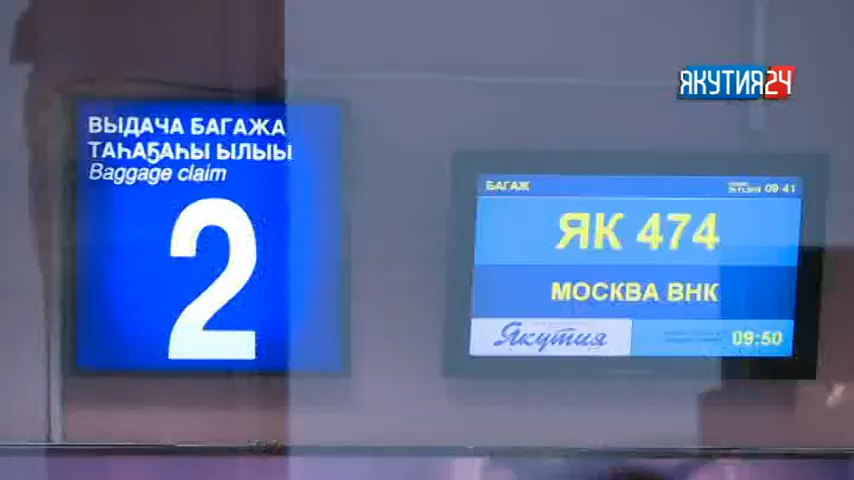 ЯКУТИЯ24
ВЫДАЧА БАГАЖА
ТАҺАҔАҺЫ ЫЛЫЫ
Baggage claim
2
БАГАЖ
09:41
ЯК 474
МОСКВА ВНК
Якутия
09:50